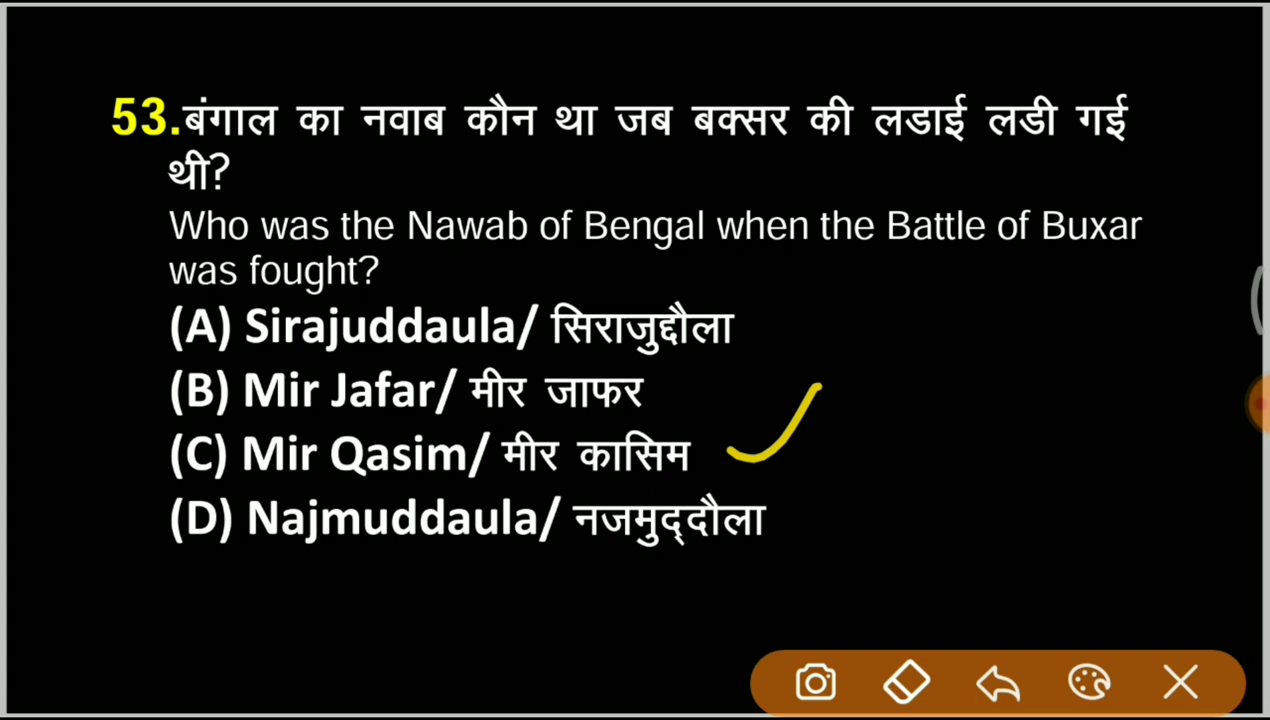 53.बंगाल का नवाब कौन था जब बक्सर की लडाई लडी गई
थी?
Who was the Nawab of Bengal when the Battle of Buxar
was fought?
(A) Sirajuddaula/ सिराजुद्दौला
(B) Mir Jafar/ मीर जाफर
(C) Mir Qasim/ मीर कासिम
(D) Najmuddaula/ नजमुद्‌दौला